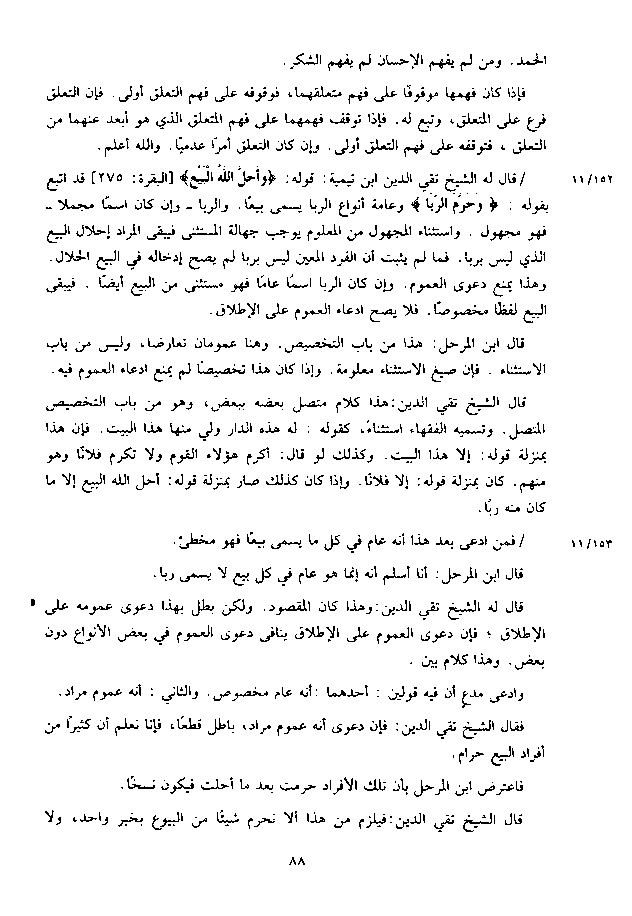 الحمد. ومن لم يفهم الإحسان لم يفهم الشكر.
فإذا كان فهمها موقوفًا على فهم متعلقهما، فوقوفه على فهم التعلق أولى. فإن التعلق
فرع على المتعلق، وتبع له. فإذا توقف فهمهما على فهم المتعلق الذي هو أبعد عنهما من
التعلق ، فتوقفه على فهم التعلق أولى. وإن كان التعلق أمرًا عدميًا. والله أعلم.
١١/١٥٢ / قال له الشيخ تقي الدين ابن تيمية: قوله: ﴿وَأَحَلَّ اللَّهُ الْبَيْعَ﴾ [البقرة: ٢٧٥] قد اتبع
بقوله : ﴿ وَحَرَّمَ الرِّبَا ﴾ وعامة أنواع الربا يسمى بيعًا. والربا ـ وإن كان اسمًا مجملا ـ
فهو مجهول . واستثناء المجهول من المعلوم يوجب جهالة المستثنى فيبقى المراد إحلال البيع
الذي ليس بربا. فما لم يثبت أن الفرد المعين ليس بربا لم يصح إدخاله في البيع الحلال.
وهذا يمنع دعوى العموم. وإن كان الربا اسمًا عامًا فهو مستثنى من البيع أيضًا . فيبقى
البيع لفظًا مخصوصًا. فلا يصح ادعاء العموم على الإطلاق.
قال ابن المرحل: هذا من باب التخصيص. وهنا عمومان تعارضا، وليس من باب
الاستثناء . فإن صيغ الاستثناء معلومة. وإذا كان هذا تخصيصًا لم يمنع ادعاء العموم فيه.
قال الشيخ تقي الدين:هذا كلام متصل بعضه ببعض، وهو من باب التخصيص
المتصل. وتسميه الفقهاء استثناءً، كقوله : له هذه الدار ولي منها هذا البيت. فإن هذا
بمنزلة قوله: إلا هذا البيت. وكذلك لو قال: أكرم هؤلاء القوم ولا تكرم فلانًا وهو
منهم. كان بمنزلة قوله: إلا فلانًا. وإذا كان كذلك صار بمنزلة قوله: أحل الله البيع إلا ما
كان منه ربًا.
١١/١٥٣ / فمن ادعى بعد هذا أنه عام في كل ما يسمى بيعًا فهو مخطئ.
قال ابن المرحل: أنا أسلم أنه إنما هو عام في كل بيع لا يسمى ربا.
قال له الشيخ تقي الدين:وهذا كان المقصود. ولكن بطل بهذا دعوى عمومه على
الإطلاق ؛ فإن دعوى العموم على الإطلاق ينافى دعوى العموم في بعض الأنواع دون
بعض. وهذا كلام بين .
وادعى مدع أن فيه قولين : أحدهما :أنه عام مخصوص. والثاني : أنه عموم مراد.
فقال الشيخ تقي الدين: فإن دعوى أنه عموم مراد، باطل قطعًا، فإنا نعلم أن كثيرًا من
أفراد البيع حرام.
فاعترض ابن المرحل بأن تلك الأفراد حرمت بعد ما أحلت فيكون نسخًا.
قال الشيخ تقي الدين:فيلزم من هذا ألا نحرم شيئًا من البيوع بخبر واحد، ولا
٨٨